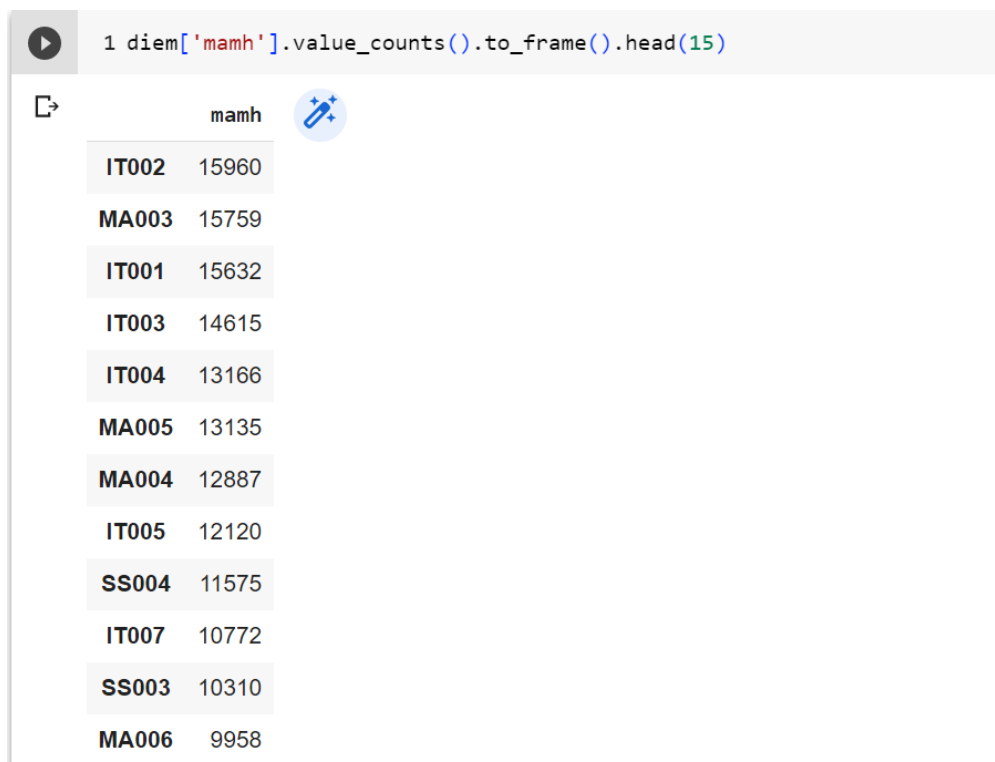 1 diem['mamh'].value_counts().to_frame().head(15)
mamh
IT002 15960
MA003 15759
IT001 15632
IT003 14615
IT004 13166
MA005 13135
MA004 12887
IT005 12120
SS004 11575
IT007 10772
SS003 10310
MA006 9958